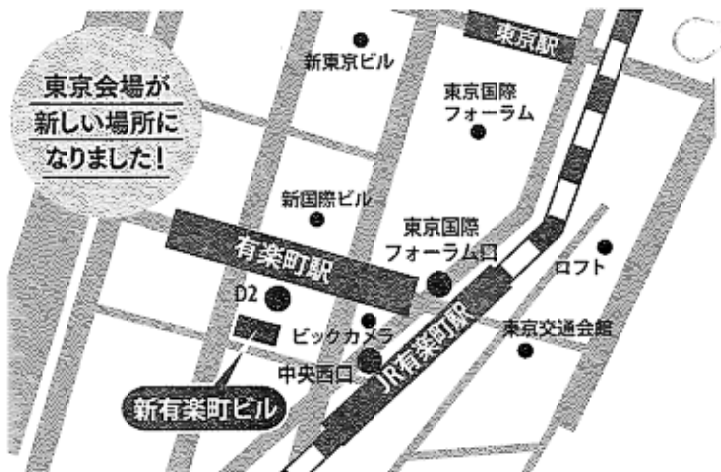 東京会場が
新しい場所に
なりました!
新東京ビル
東京駅
東京国際
フォーラム
新国際ビル
有楽町駅
東京国際
フォーラム口
ロフト
D2
ビックカメラ
中央西口
JR有楽町駅
東京交通会館
新有楽町ビル